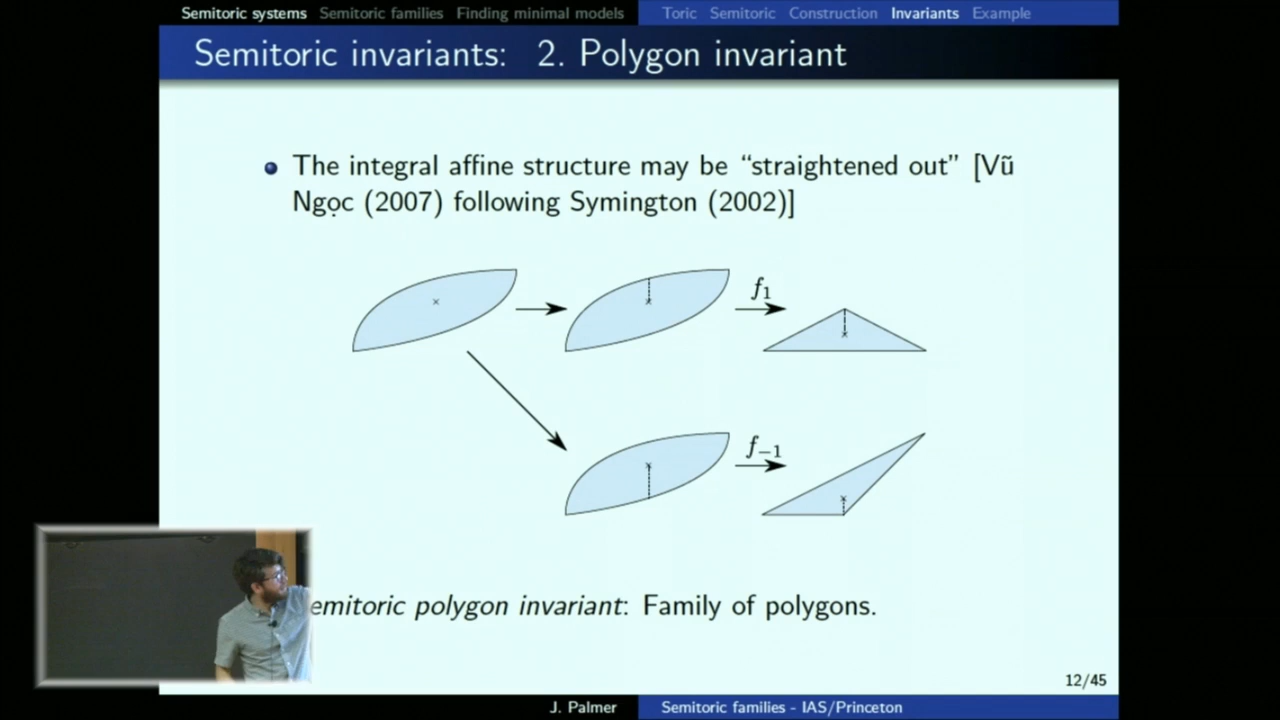 Semitoric systems Semitoric families Finding minimal models Toric Semitoric Construction Invariants Example
Semitoric invariants: 2. Polygon invariant
The integral affine structure may be “straightened out” [Vũ
Ngọc (2007) following Symington (2002)]
f₁
f₋₁
emitoric polygon invariant: Family of polygons.
12/45
J. Palmer Semitoric families - IAS/Princeton